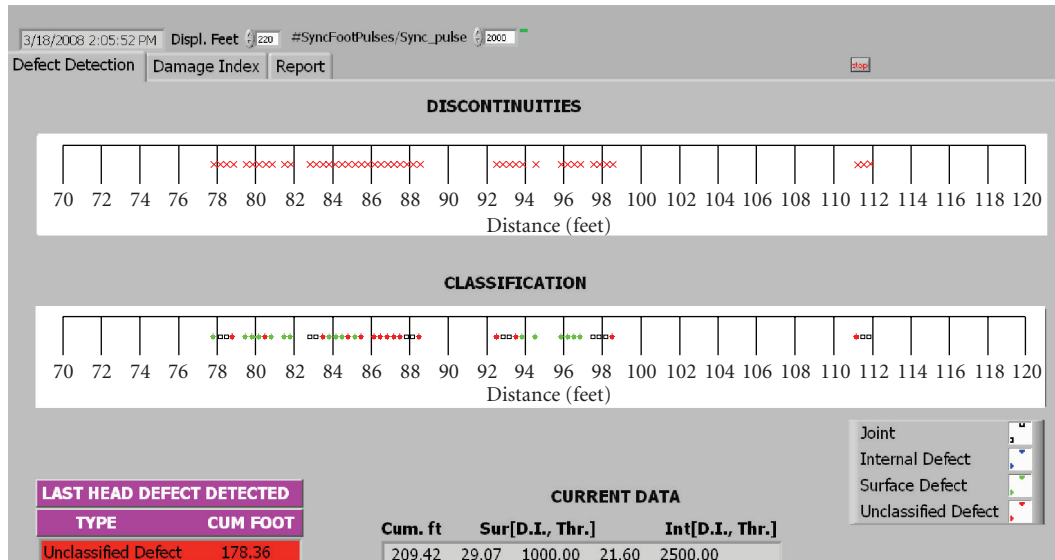 3/18/2008 2:05:52 PM Displ. Feet 220 #SyncFootPulses/Sync_pulse 2000
Defect Detection Damage Index Report stop
DISCONTINUITIES
70 72 74 76 78 80 82 84 86 88 90 92 94 96 98 100 102 104 106 108 110 112 114 116 118 120
Distance (feet)
CLASSIFICATION
70 72 74 76 78 80 82 84 86 88 90 92 94 96 98 100 102 104 106 108 110 112 114 116 118 120
Distance (feet)
Joint
Internal Defect
Surface Defect
Unclassified Defect
LAST HEAD DEFECT DETECTED
TYPE CUM FOOT
Unclassified Defect 178.36
CURRENT DATA
Cum. ft Sur[D.I., Thr.] Int[D.I., Thr.]
209.42 29.07 1000.00 21.60 2500.00